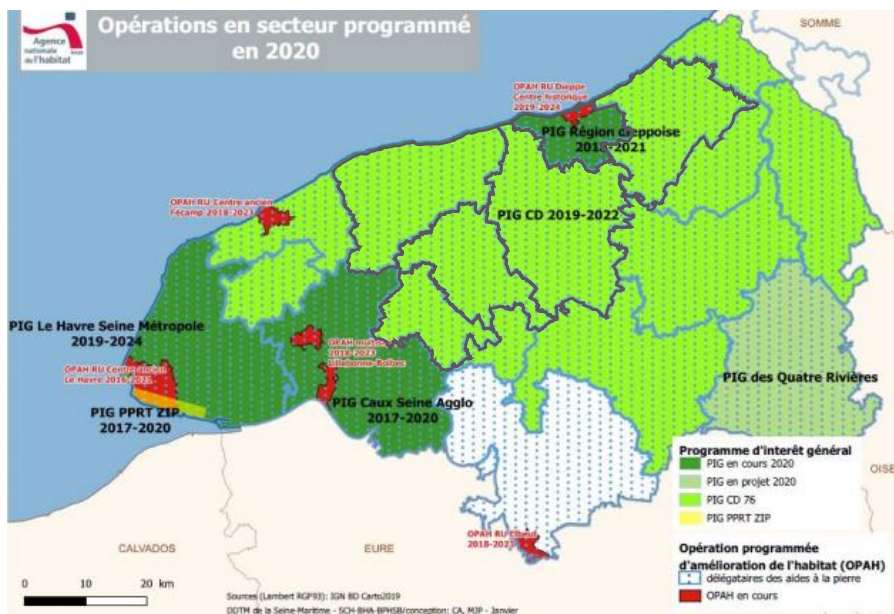 Opérations en secteur programmé
en 2020
Agence
nationale
de l'habitat
Anah
SOMME
OPAH RU Dieppe
Centre historique
2019-2024
PIG Région dieppoise
2018-2021
OPAH RU Centre ancien
Fécamp 2018-2023
PIG CD 2019-2022
PIG Le Havre Seine Métropole
2019-2024
OPAH multisites
2018-2023
Lillebonne-Bolbec
OPAH RU Centre ancien
Le Havre 2016-2021
PIG des Quatre Rivières
PIG Caux Seine Agglo
2017-2020
PIG PPRT ZIP
2017-2020
Programme d'intérêt général
PIG en cours 2020
PIG en projet 2020
PIG CD 76
PIG PPRT ZIP
OISE
OPAH RU Elbeuf
2018-2023
CALVADOS
EURE
Opération programmée
d'amélioration de l'habitat (OPAH)
délégataires des aides à la pierre
OPAH en cours
0 10 20 km
Sources (Lambert RGF93): IGN BD Carto2019
DDTM de la Seine-Maritime - SCH-BHA-BPHSB/conception: CA, MJP - Janvier